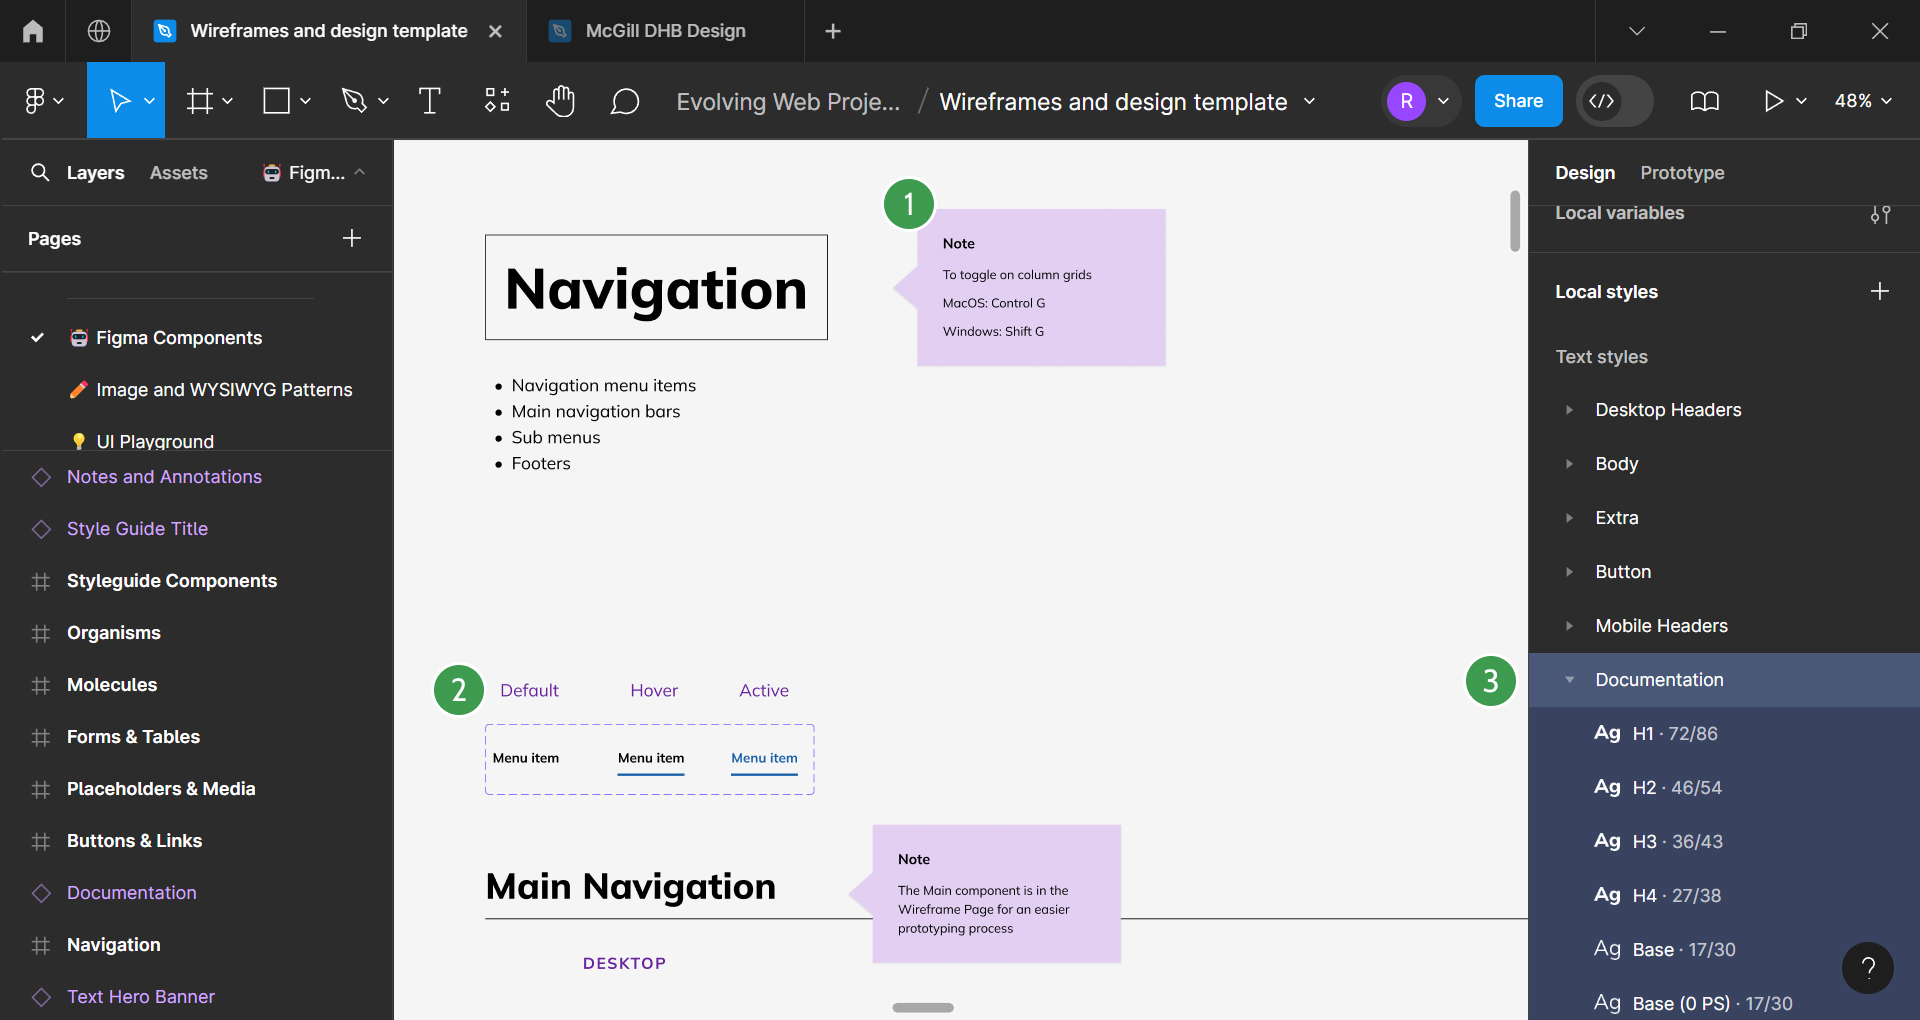 Wireframes and design template
McGill DHB Design
Evolving Web Proje... / Wireframes and design template
R
Share
48%
Layers
Assets
Figm...
Pages
Figma Components
Image and WYSIWYG Patterns
UI Playground
Notes and Annotations
Style Guide Title
Styleguide Components
Organisms
Molecules
Forms & Tables
Placeholders & Media
Buttons & Links
Documentation
Navigation
Text Hero Banner
Navigation
• Navigation menu items
• Main navigation bars
• Sub menus
• Footers
1
Note
To toggle on column grids
MacOS: Control G
Windows: Shift G
2
Default
Hover
Active
Menu item
Menu item
Menu item
Main Navigation
Note
The Main component is in the
Wireframe Page for an easier
prototyping process
DESKTOP
3
Design
Prototype
Local variables
Local styles
Text styles
Desktop Headers
Body
Extra
Button
Mobile Headers
Documentation
Ag H1 · 72/86
Ag H2 · 46/54
Ag H3 · 36/43
Ag H4 · 27/38
Ag Base · 17/30
Ag Base (0 PS) · 17/30
?